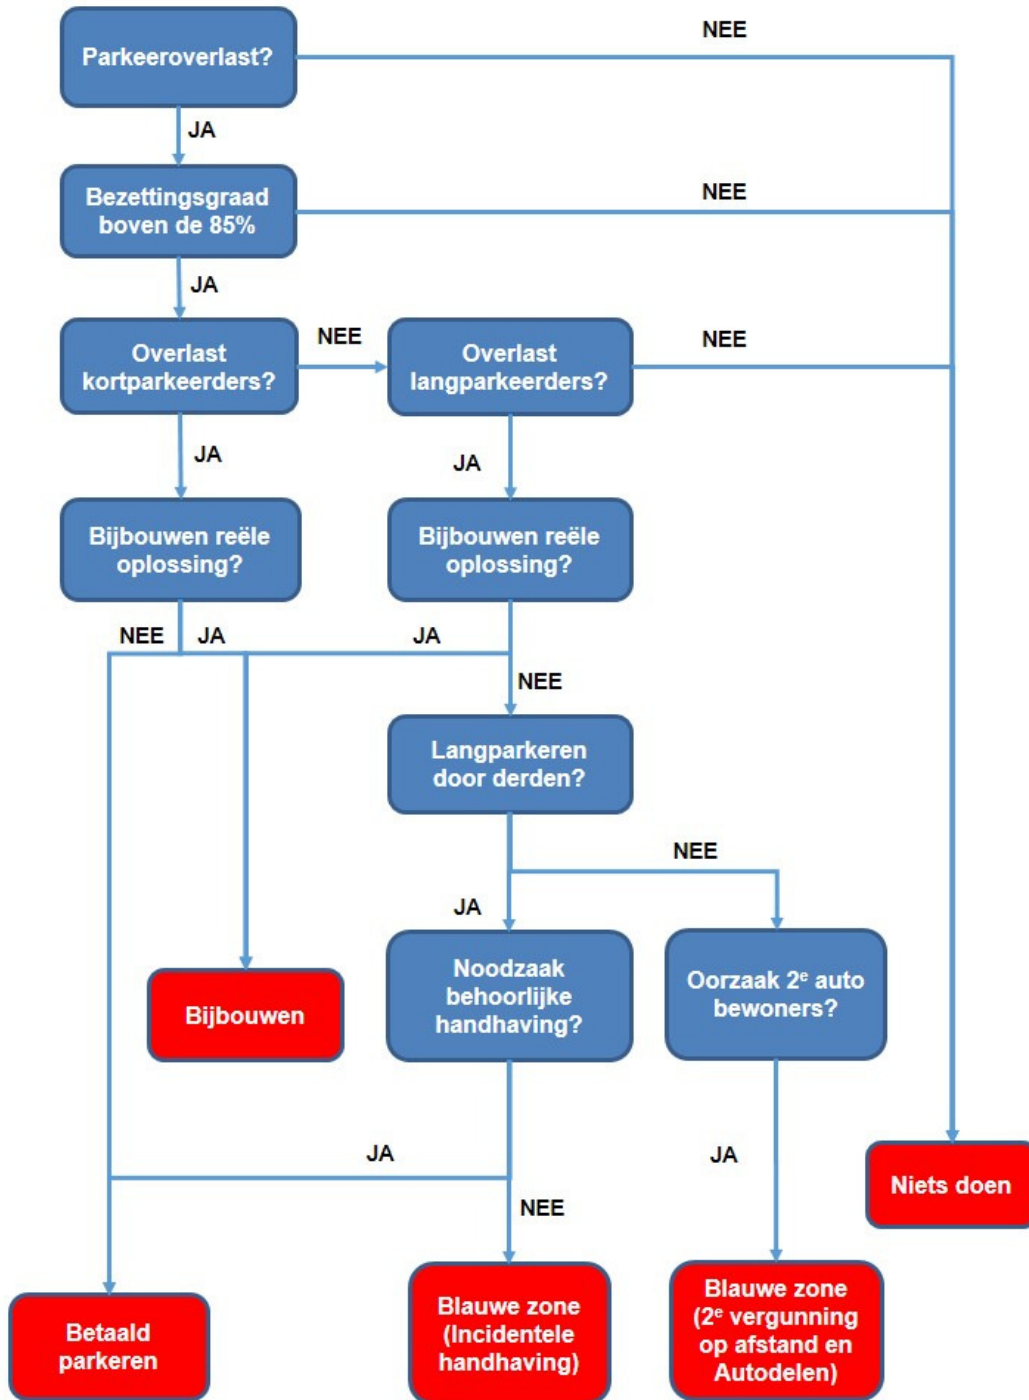 NEE
Parkeeroverlast?
JA
Bezettingsgraad
boven de 85%
NEE
JA
Overlast
kortparkeerders?
NEE
Overlast
langparkeerders?
NEE
JA
JA
Bijbouwen reële
oplossing?
Bijbouwen reële
oplossing?
NEE
JA
JA
NEE
Langparkeren
door derden?
NEE
JA
Noodzaak
behoorlijke
handhaving?
Oorzaak 2e auto
bewoners?
Bijbouwen
JA
JA
Niets doen
NEE
Betaald
parkeren
Blauwe zone
(Incidentele
handhaving)
Blauwe zone
(2e vergunning
op afstand en
Autodelen)